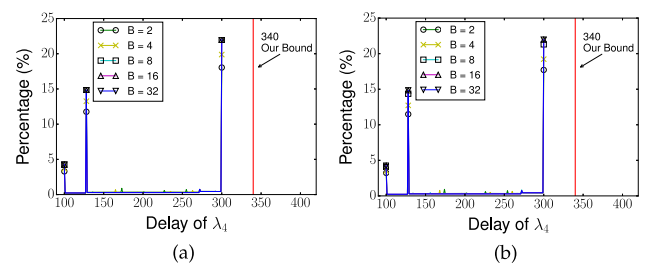 25
20
15
10
5
0
Percentage (%)
B = 2
B = 4
B = 8
B = 16
B = 32
340
Our Bound
100 150 200 250 300 350 400
Delay of λ4
(a)
25
20
15
10
5
0
Percentage (%)
B = 2
B = 4
B = 8
B = 16
B = 32
340
Our Bound
100 150 200 250 300 350 400
Delay of λ4
(b)